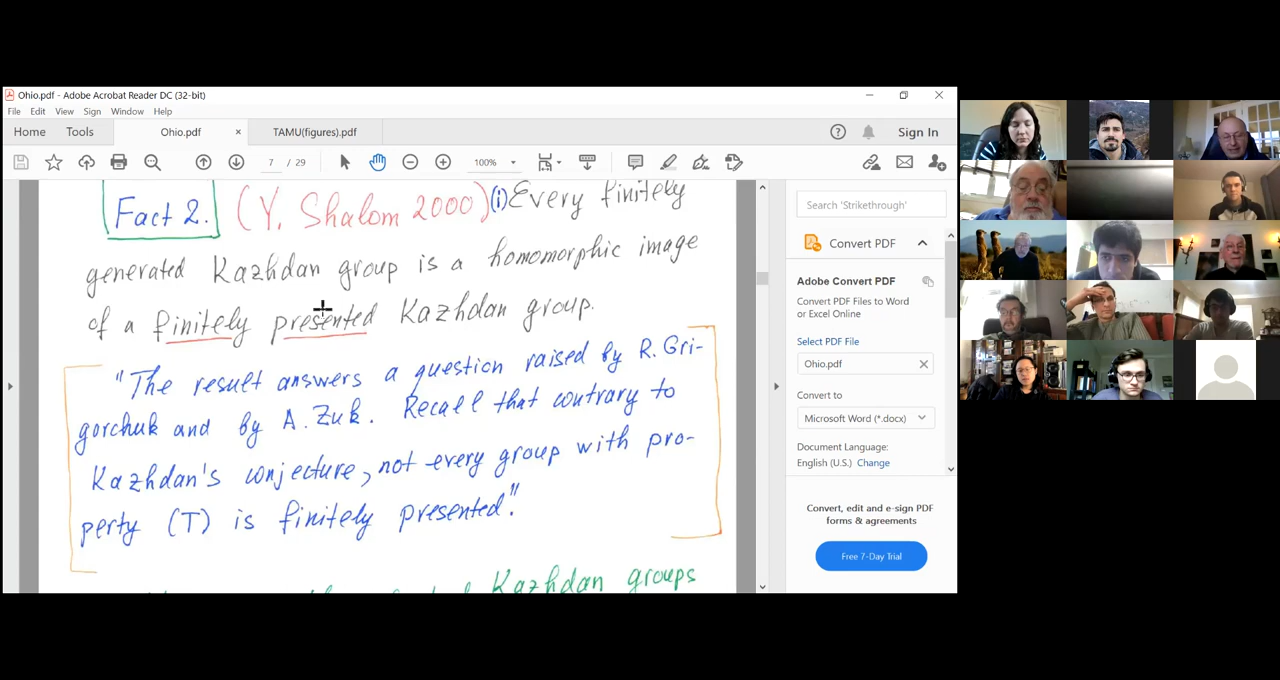 Ohio.pdf - Adobe Acrobat Reader DC (32-bit)
File Edit View Sign Window Help
Home Tools Ohio.pdf × TAMU(figures).pdf Sign In
7 / 29 100%
Fact 2. (Y. Shalom 2000) (i) Every finitely
generated Kazhdan group is a homomorphic image
of a finitely presented Kazhdan group.
"The result answers a question raised by R. Gri-
gorchuk and by A. Zuk. Recall that contrary to
Kazhdan's conjecture, not every group with pro-
perty (T) is finitely presented".
Kazhdan groups
Search 'Strikethrough'
Convert PDF
Adobe Convert PDF
Convert PDF Files to Word
or Excel Online
Select PDF File
Ohio.pdf
Convert to
Microsoft Word (*.docx)
Document Language:
English (U.S.) Change
Convert, edit and e-sign PDF
forms & agreements
Free 7-Day Trial